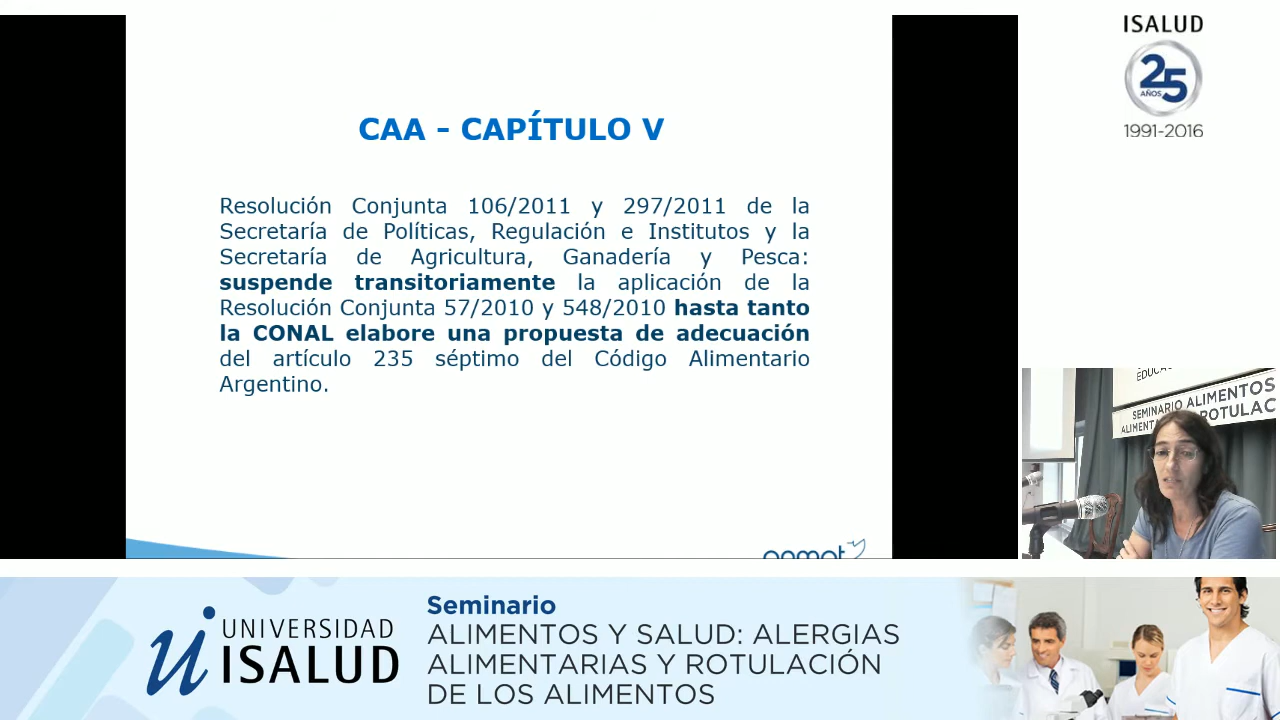 CAA - CAPÍTULO V
Resolución Conjunta 106/2011 y 297/2011 de la
Secretaría de Políticas, Regulación e Institutos y la
Secretaría de Agricultura, Ganadería y Pesca:
suspende transitoriamente la aplicación de la
Resolución Conjunta 57/2010 y 548/2010 hasta tanto
la CONAL elabore una propuesta de adecuación
del artículo 235 séptimo del Código Alimentario
Argentino.
anmat
ISALUD
25
AÑOS
1991-2016
SEMINARIO ALIMENTOS
UNIVERSIDAD
ISALUD
Seminario
ALIMENTOS Y SALUD: ALERGIAS
ALIMENTARIAS Y ROTULACIÓN
DE LOS ALIMENTOS